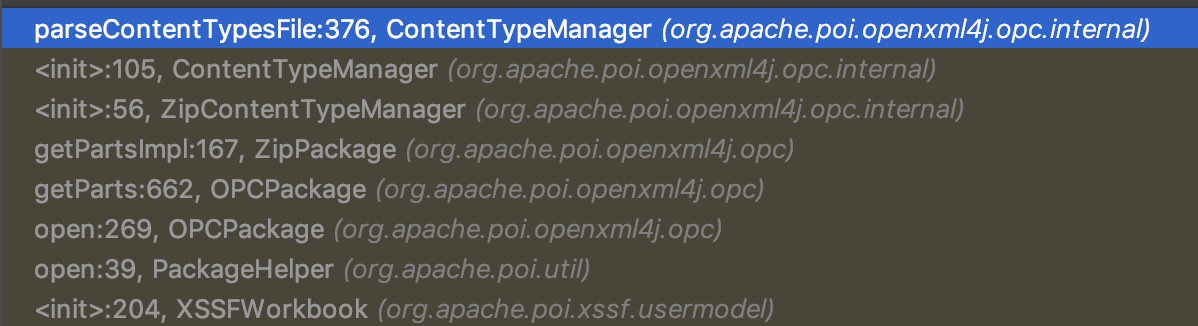 parseContentTypesFile:376, ContentTypeManager (org.apache.poi.openxml4j.opc.internal)
<init>:105, ContentTypeManager (org.apache.poi.openxml4j.opc.internal)
<init>:56, ZipContentTypeManager (org.apache.poi.openxml4j.opc.internal)
getPartsImpl:167, ZipPackage (org.apache.poi.openxml4j.opc)
getParts:662, OPCPackage (org.apache.poi.openxml4j.opc)
open:269, OPCPackage (org.apache.poi.openxml4j.opc)
open:39, PackageHelper (org.apache.poi.util)
<init>:204, XSSFWorkbook (org.apache.poi.xssf.usermodel)